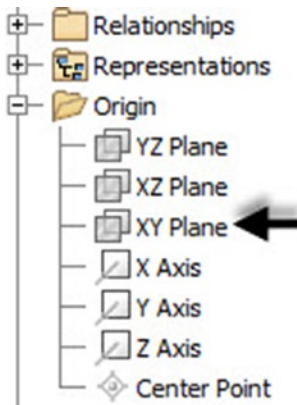 Relationships
Representations
Origin
YZ Plane
XZ Plane
XY Plane
X Axis
Y Axis
Z Axis
Center Point